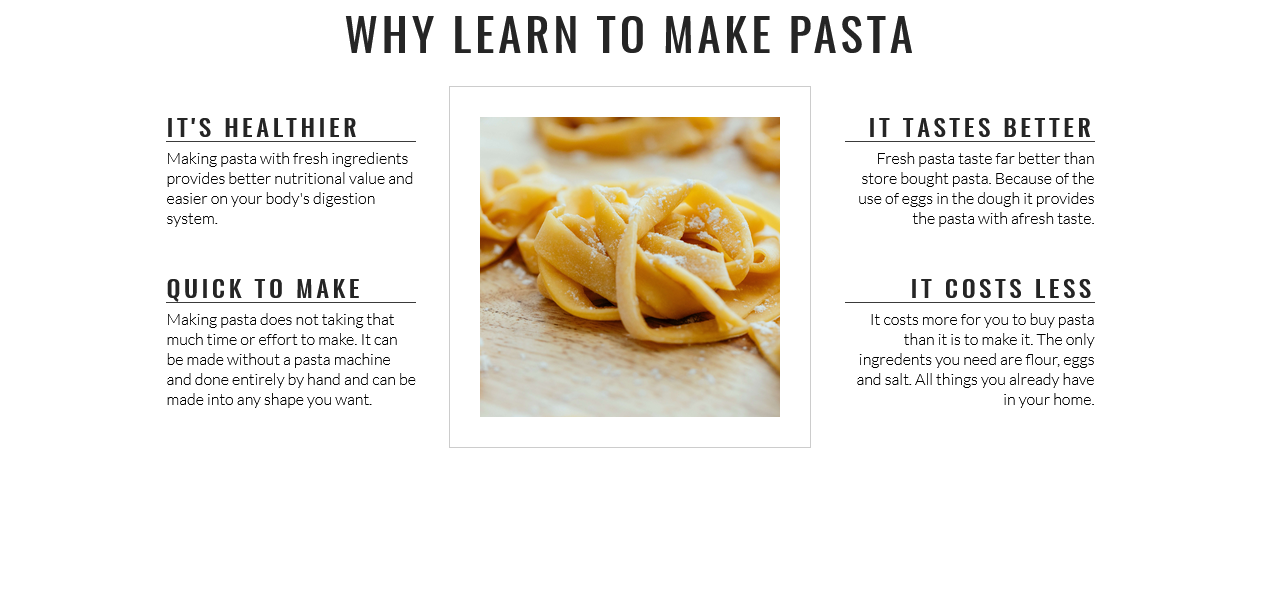 WHY LEARN TO MAKE PASTA
IT'S HEALTHIER
Making pasta with fresh ingredients
provides better nutritional value and
easier on your body's digestion
system.
QUICK TO MAKE
Making pasta does not taking that
much time or effort to make. It can
be made without a pasta machine
and done entirely by hand and can be
made into any shape you want.
IT TASTES BETTER
Fresh pasta taste far better than
store bought pasta. Because of the
use of eggs in the dough it provides
the pasta with afresh taste.
IT COSTS LESS
It costs more for you to buy pasta
than it is to make it. The only
ingredents you need are flour, eggs
and salt. All things you already have
in your home.